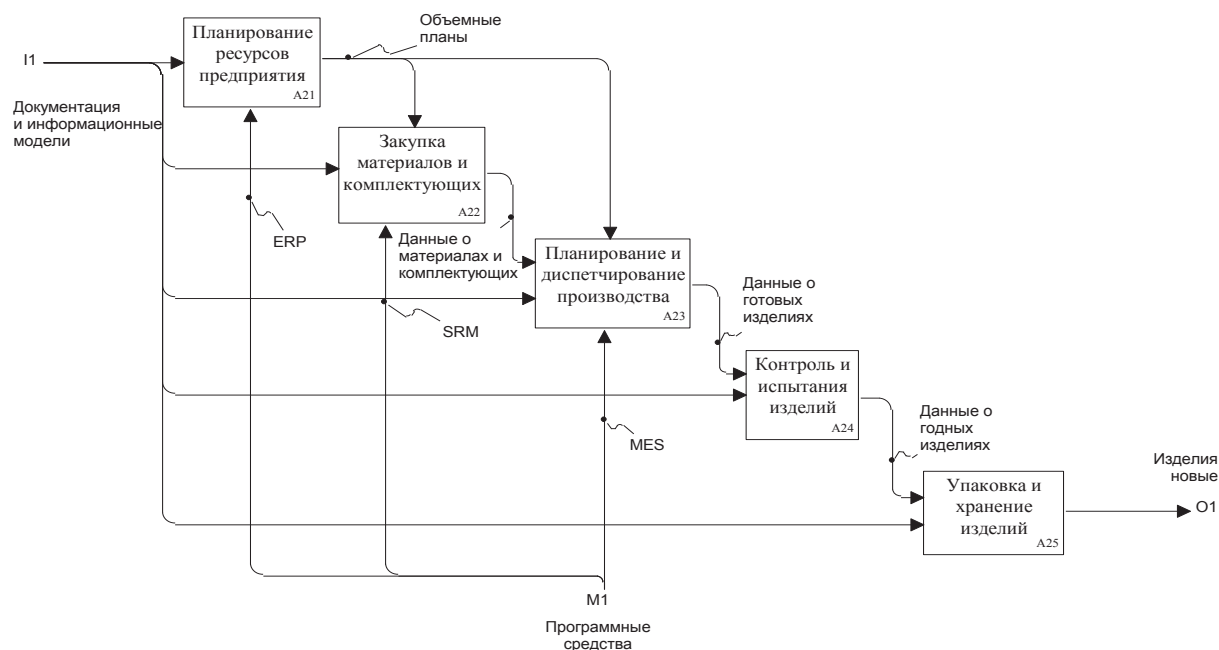 Планирование
ресурсов
предприятия
A21
Объемные
планы
I1
Документация
и информационные
модели
Закупка
материалов и
комплектующих
A22
ERP
Данные о
материалах и
комплектующих
Планирование и
диспетчирование
производства
A23
SRM
Данные о
готовых
изделиях
Контроль и
испытания
изделий
A24
MES
Данные о
годных
изделиях
Упаковка и
хранение
изделий
A25
Изделия
новые
O1
M1
Программные
средства